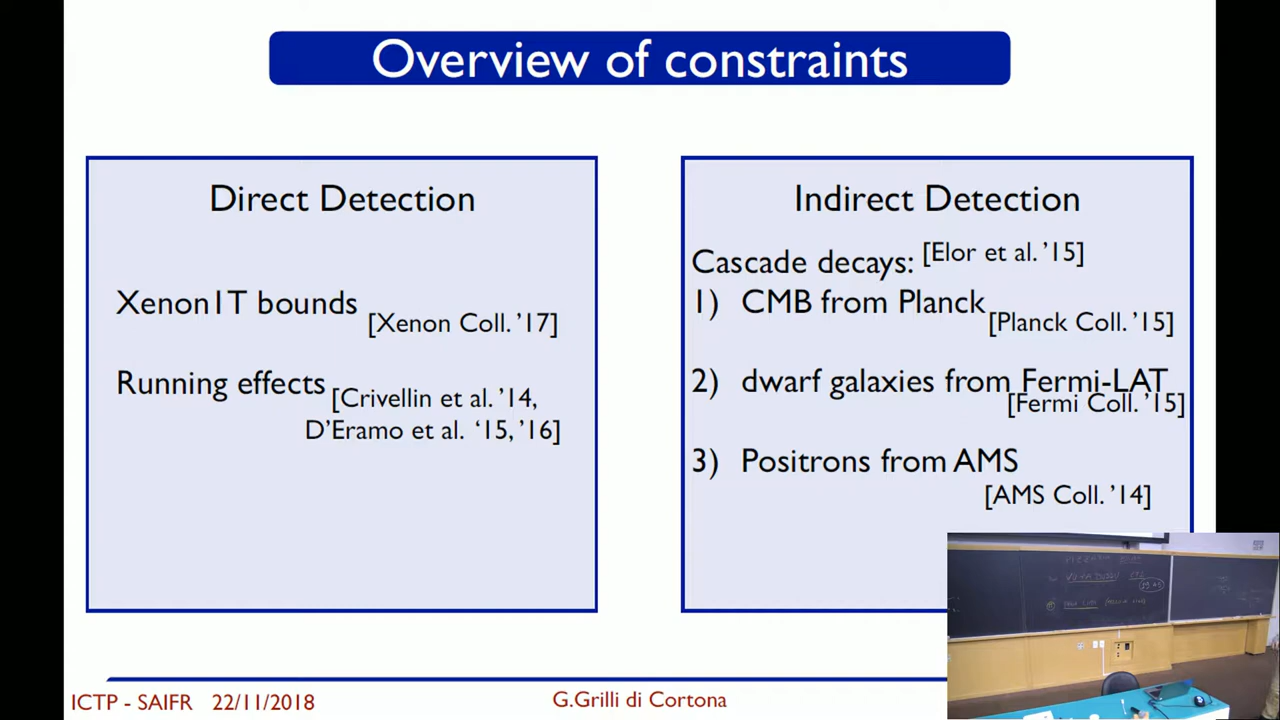 Overview of constraints
Direct Detection
Xenon1T bounds
[Xenon Coll. '17]
Running effects
[Crivellin et al. '14,
D'Eramo et al. '15, '16]
Indirect Detection
Cascade decays: [Elor et al. '15]
1) CMB from Planck
[Planck Coll. '15]
2) dwarf galaxies from Fermi-LAT
[Fermi Coll. '15]
3) Positrons from AMS
[AMS Coll. '14]
ICTP - SAIFR 22/11/2018
G.Grilli di Cortona